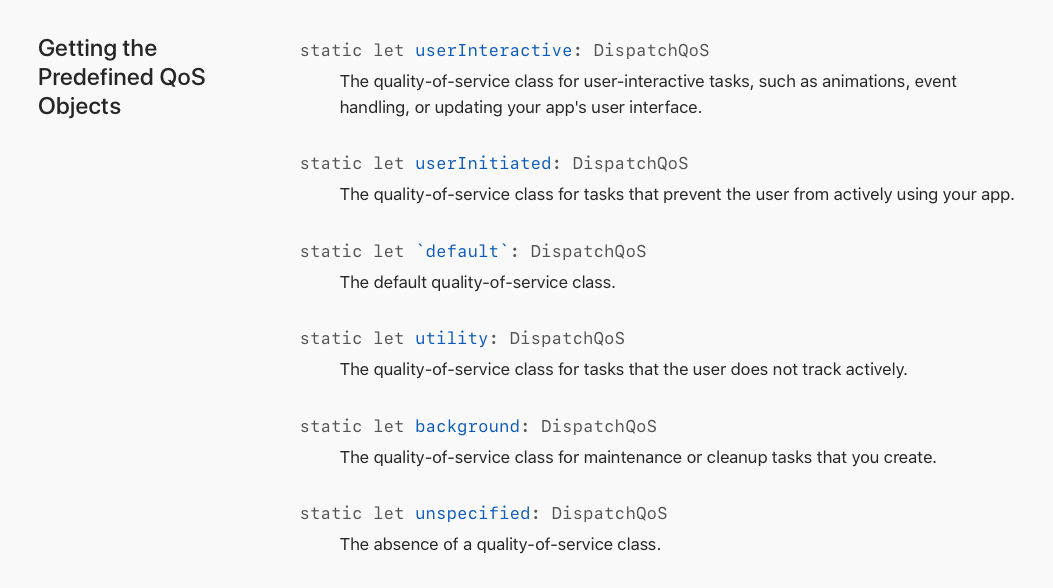 Getting the
Predefined QoS
Objects
static let userInteractive: DispatchQoS
The quality-of-service class for user-interactive tasks, such as animations, event
handling, or updating your app's user interface.
static let userInitiated: DispatchQoS
The quality-of-service class for tasks that prevent the user from actively using your app.
static let `default`: DispatchQoS
The default quality-of-service class.
static let utility: DispatchQoS
The quality-of-service class for tasks that the user does not track actively.
static let background: DispatchQoS
The quality-of-service class for maintenance or cleanup tasks that you create.
static let unspecified: DispatchQoS
The absence of a quality-of-service class.